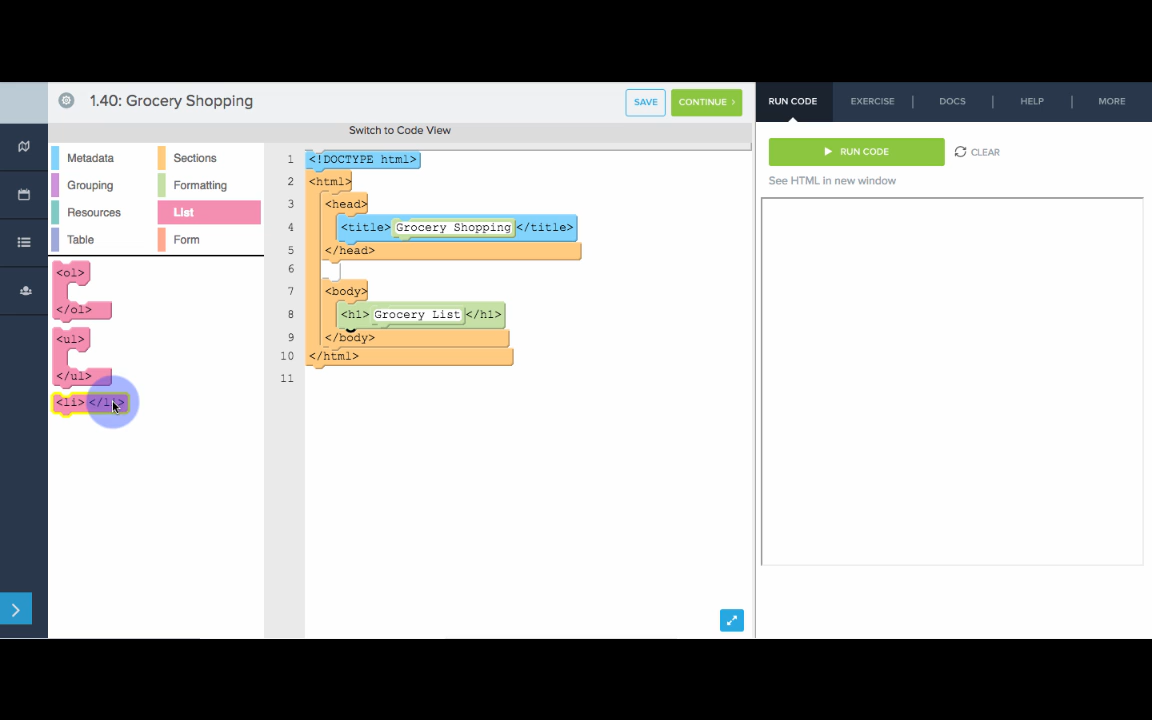 1.40: Grocery Shopping
SAVE
CONTINUE ›
RUN CODE
EXERCISE
DOCS
HELP
MORE
Switch to Code View
Metadata
Sections
Grouping
Formatting
Resources
List
Table
Form
<ol>
</ol>
<ul>
</ul>
<li> </li>
1 <!DOCTYPE html>
2 <html>
3 <head>
4 <title> Grocery Shopping </title>
5 </head>
6
7 <body>
8 <h1> Grocery List </h1>
9 </body>
10 </html>
11
RUN CODE
CLEAR
See HTML in new window